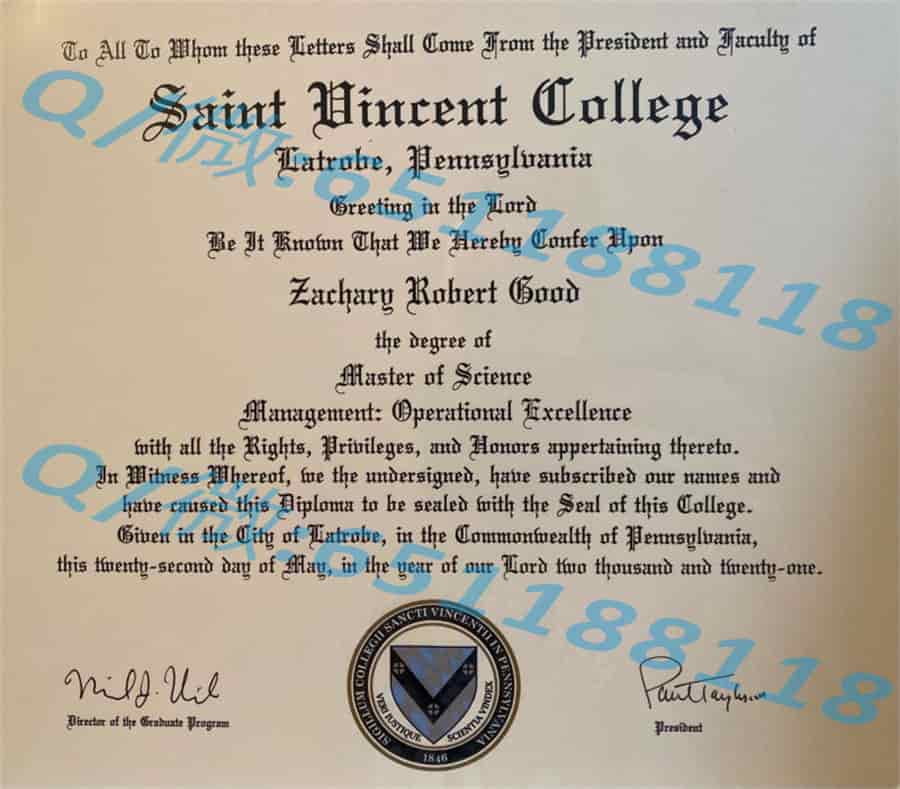 To All To Whom these Letters Shall Come From the President and Faculty of
Saint Vincent College
Latrobe, Pennsylvania
Greeting in the Lord
Be It Known That We Hereby Confer Upon
Zachary Robert Good
the degree of
Master of Science
Management: Operational Excellence
with all the Rights, Privileges, and Honors appertaining thereto.
In Witness Whereof, we the undersigned, have subscribed our names and
have caused this Diploma to be sealed with the Seal of this College.
Given in the City of Latrobe, in the Commonwealth of Pennsylvania,
this twenty-second day of May, in the year of our Lord two thousand and twenty-one.
Q/微:651188118
Q/微:651188118
SIGILLUM COLLEGII SANCTI VINCENTII IN PENNSYLVANIA
VERI IUSTIQUE SCIENTIA VINDEX
1846
Director of the Graduate Program
President